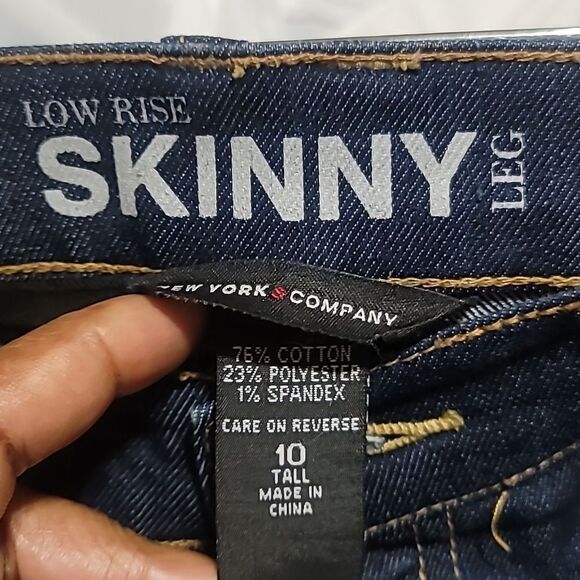 LOW RISE
SKINNY
LEG
NEW YORK & COMPANY
76% COTTON
23% POLYESTER
1% SPANDEX
CARE ON REVERSE
10
TALL
MADE IN
CHINA